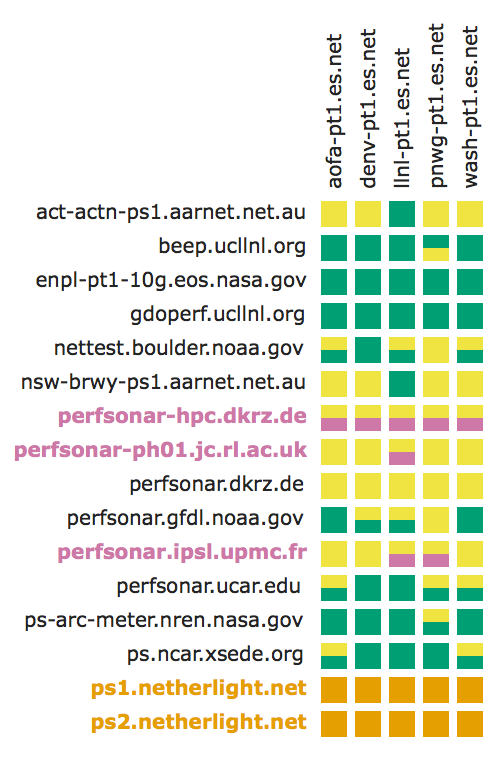 aofa-pt1.es.net
denv-pt1.es.net
llnl-pt1.es.net
pnwg-pt1.es.net
wash-pt1.es.net
act-actn-ps1.aarnet.net.au
beep.ucllnl.org
enpl-pt1-10g.eos.nasa.gov
gdoperf.ucllnl.org
nettest.boulder.noaa.gov
nsw-brwy-ps1.aarnet.net.au
perfsonar-hpc.dkrz.de
perfsonar-ph01.jc.rl.ac.uk
perfsonar.dkrz.de
perfsonar.gfdl.noaa.gov
perfsonar.ipsl.upmc.fr
perfsonar.ucar.edu
ps-arc-meter.nren.nasa.gov
ps.ncar.xsede.org
ps1.netherlight.net
ps2.netherlight.net